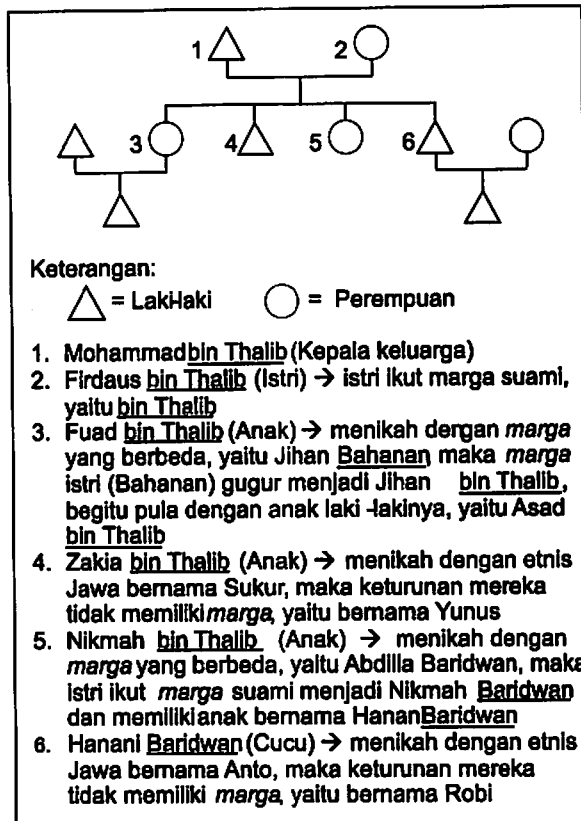 1
2
3
4
5
6
Keterangan:
= LakHaki
= Perempuan
1. Mohammad bin Thalib (Kepala keluarga)
2. Firdaus bin Thalib (Istri) → istri ikut marga suami,
yaitu bin Thalib
3. Fuad bin Thalib (Anak) → menikah dengan marga
yang berbeda, yaitu Jihan Bahanan, maka marga
istri (Bahanan) gugur menjadi Jihan bin Thalib,
begitu pula dengan anak laki -lakinya, yaitu Asad
bin Thalib
4. Zakia bin Thalib (Anak) → menikah dengan etnis
Jawa bernama Sukur, maka keturunan mereka
tidak memiliki marga, yaitu bernama Yunus
5. Nikmah bin Thalib (Anak) → menikah dengan
marga yang berbeda, yaitu Abdilla Baridwan, maka
istri ikut marga suami menjadi Nikmah Baridwan
dan memiliki anak bernama Hanan Baridwan
6. Hanani Baridwan (Cucu) → menikah dengan etnis
Jawa bernama Anto, maka keturunan mereka
tidak memiliki marga, yaitu bernama Robi